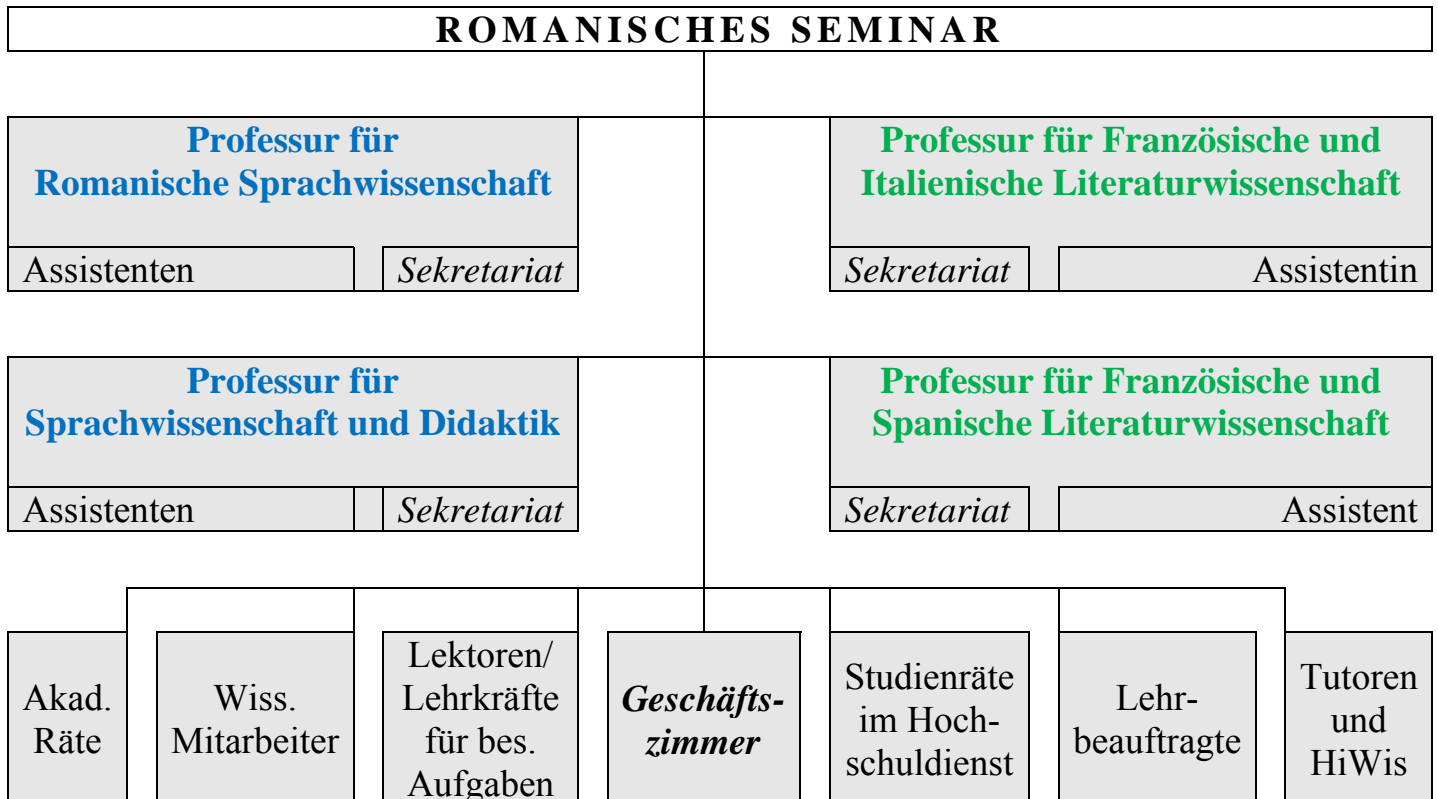 ROMANISCHES SEMINAR
Professur für
Romanische Sprachwissenschaft
Assistenten
Sekretariat
Professur für Französische und
Italienische Literaturwissenschaft
Sekretariat
Assistentin
Professur für
Sprachwissenschaft und Didaktik
Assistenten
Sekretariat
Professur für Französische und
Spanische Literaturwissenschaft
Sekretariat
Assistent
Akad.
Räte
Wiss.
Mitarbeiter
Lektoren/
Lehrkräfte
für bes.
Aufgaben
Geschäfts-
zimmer
Studienräte
im Hoch-
schuldienst
Lehr-
beauftragte
Tutoren
und
HiWis